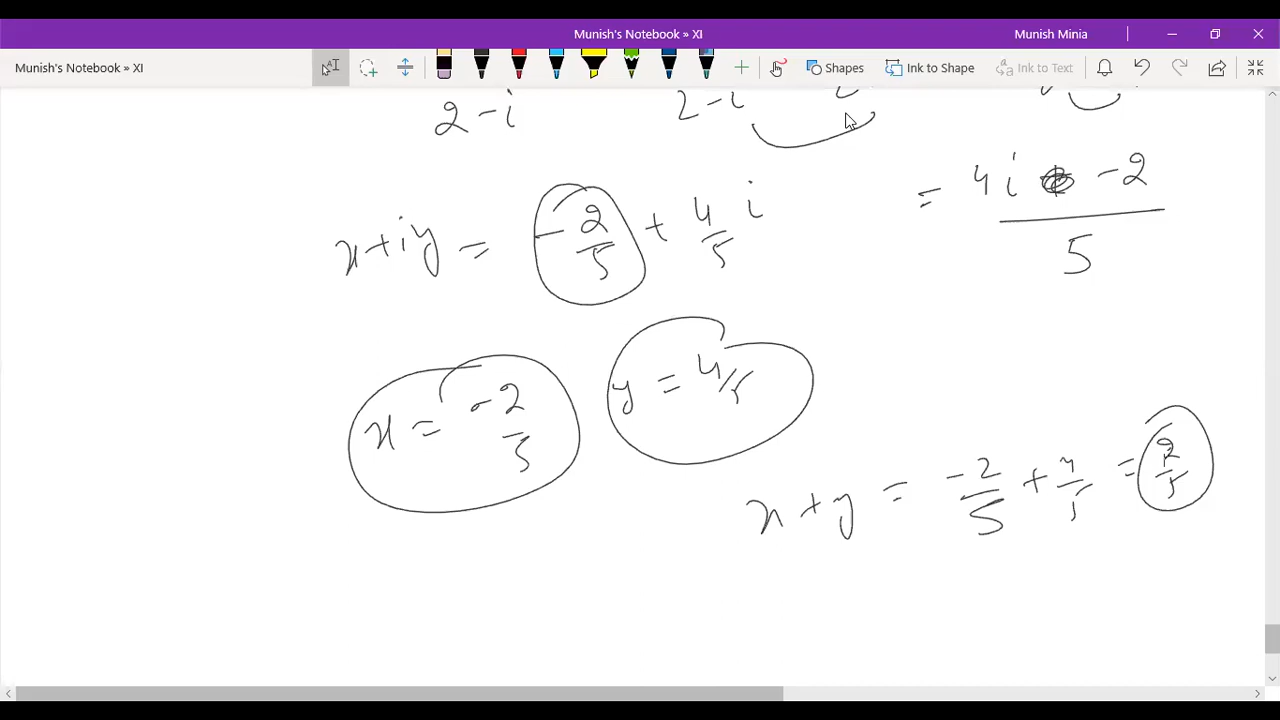 Munish's Notebook » XI
Munish Minia
Munish's Notebook » XI
Shapes
Ink to Shape
Ink to Text
2 - i
2 - i
x + iy = -2/5 + 4/5 i
= 4i -2 / 5
x = -2/5
y = 4/5
x + y = -2/5 + 4/5 = 2/5